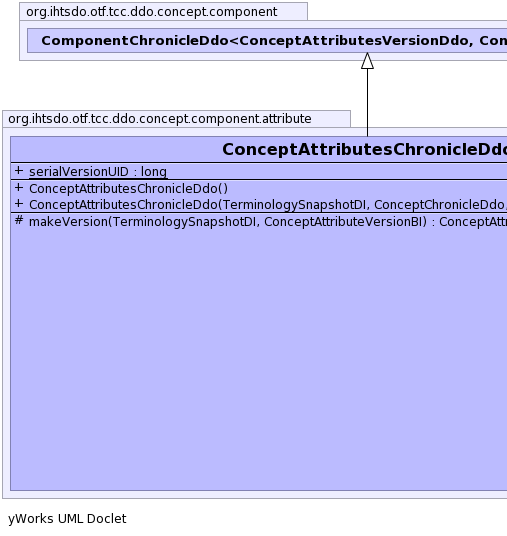 org.ihtsdo.otf.tcc.ddo.concept.component
ComponentChronicleDdo<ConceptAttributesVersionDdo, Con
org.ihtsdo.otf.tcc.ddo.concept.component.attribute
ConceptAttributesChronicleDdo
+ serialVersionUID : long
+ ConceptAttributesChronicleDdo()
+ ConceptAttributesChronicleDdo(TerminologySnapshotDI, ConceptChronicleDdo,
# makeVersion(TerminologySnapshotDI, ConceptAttributeVersionBI) : ConceptAttr
yWorks UML Doclet